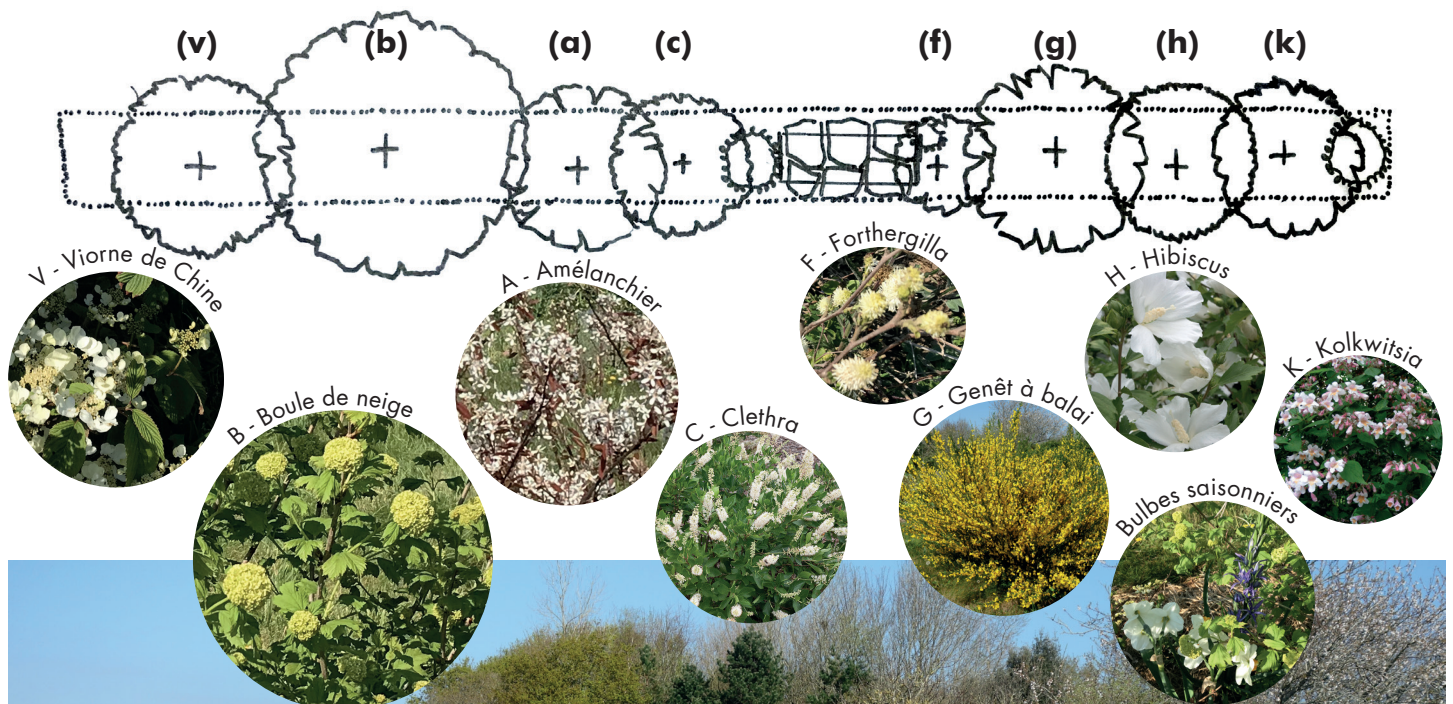 (v) (b) (a) (c) (f) (g) (h) (k)
V - Viorne de Chine
B - Boule de neige
A - Amélanchier
C - Clethra
F - Forthergilla
G - Genêt à balai
H - Hibiscus
K - Kolkwitsia
Bulbes saisonniers